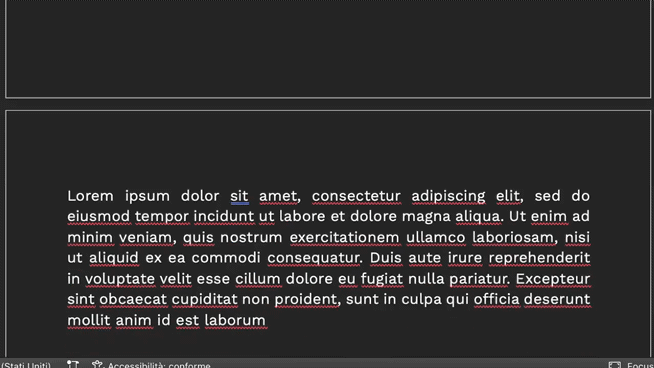 Lorem ipsum dolor sit amet, consectetur adipiscing elit, sed do
eiusmod tempor incidunt ut labore et dolore magna aliqua. Ut enim ad
minim veniam, quis nostrum exercitationem ullamco laboriosam, nisi
ut aliquid ex ea commodi consequatur. Duis aute irure reprehenderit
in voluptate velit esse cillum dolore eu fugiat nulla pariatur. Excepteur
sint obcaecat cupiditat non proident, sunt in culpa qui officia deserunt
mollit anim id est laborum
(Stati Uniti) Accessibilità: conforme Focus